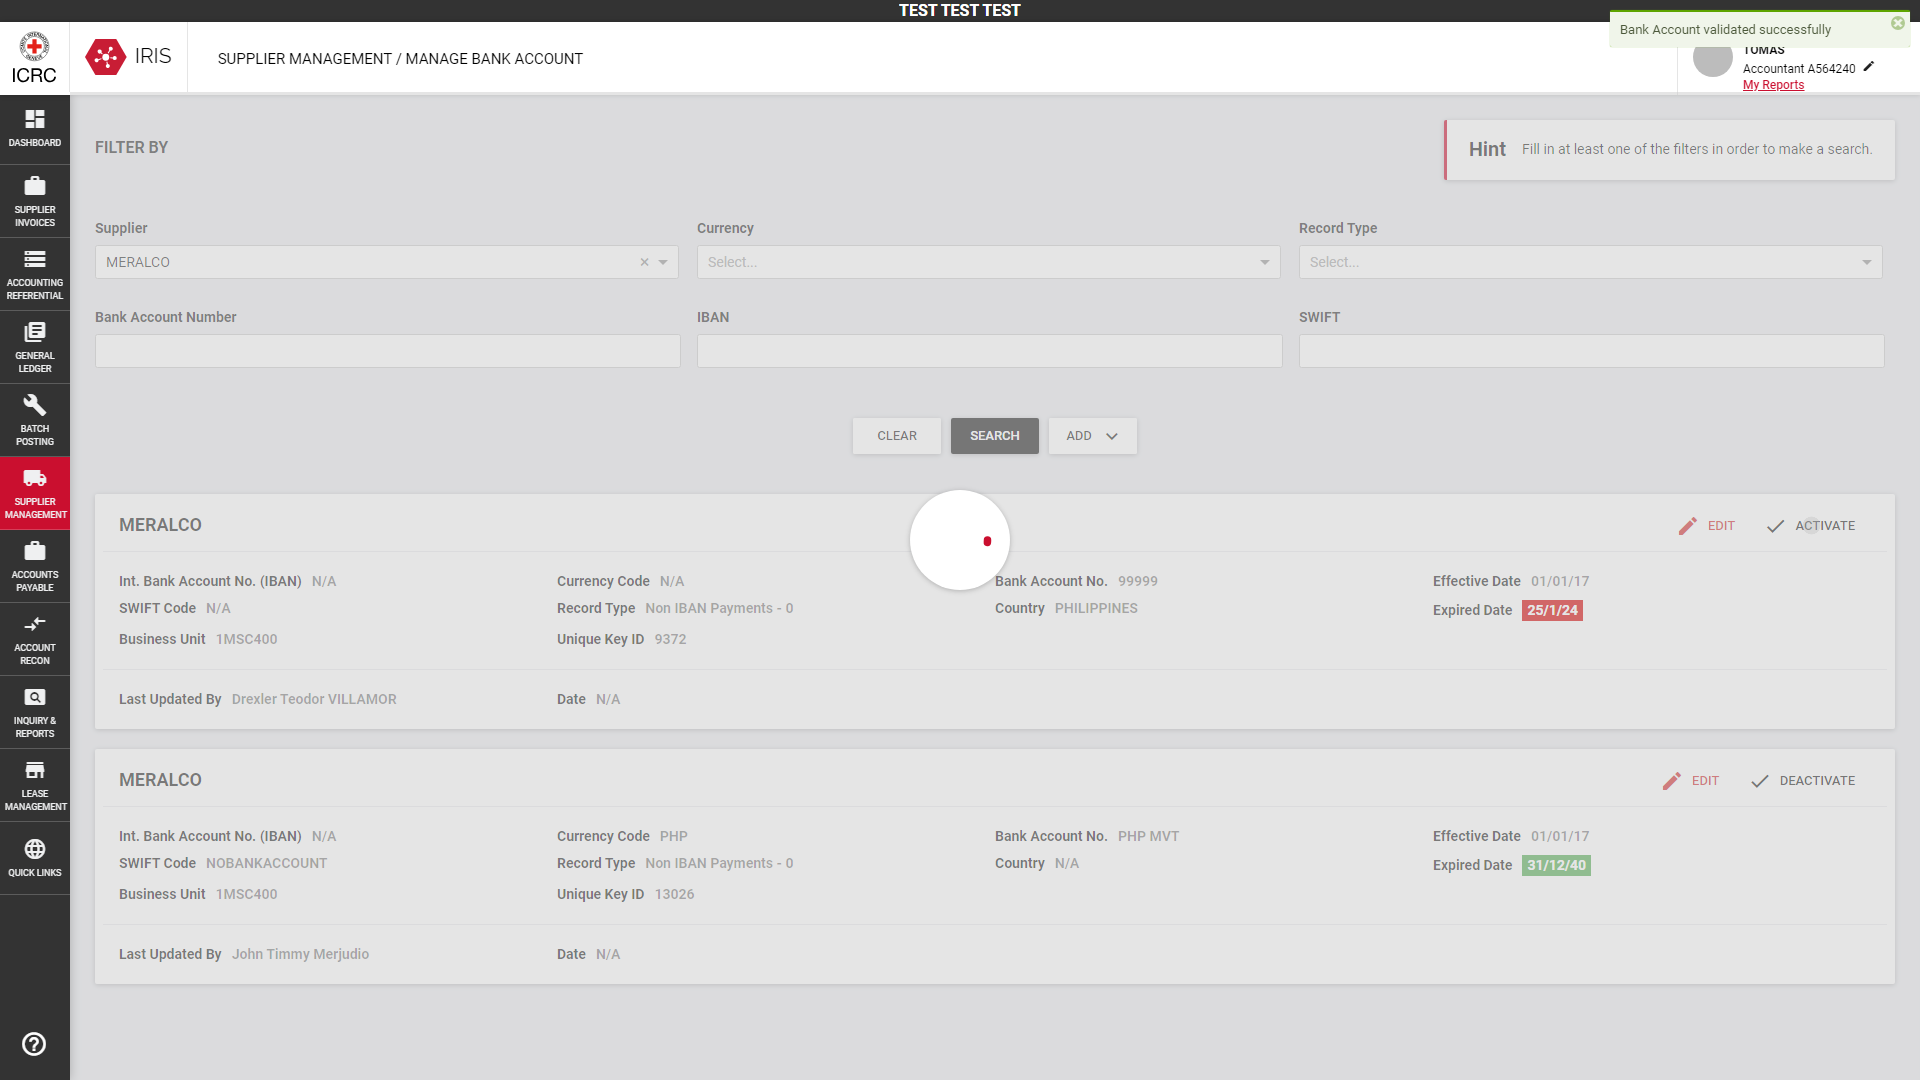 TEST TEST TEST
Bank Account validated successfully
ICRC
IRIS
SUPPLIER MANAGEMENT / MANAGE BANK ACCOUNT
TOMAS
Accountant A564240
My Reports
DASHBOARD
SUPPLIER
INVOICES
ACCOUNTING
REFERENTIAL
GENERAL
LEDGER
BATCH
POSTING
SUPPLIER
MANAGEMENT
ACCOUNTS
PAYABLE
ACCOUNT
RECON
INQUIRY &
REPORTS
LEASE
MANAGEMENT
QUICK LINKS
FILTER BY
Hint Fill in at least one of the filters in order to make a search.
Supplier Currency Record Type
MERALCO Select... Select...
Bank Account Number IBAN SWIFT
CLEAR SEARCH ADD
MERALCO EDIT ACTIVATE
Int. Bank Account No. (IBAN) N/A Currency Code N/A Bank Account No. 99999 Effective Date 01/01/17
SWIFT Code N/A Record Type Non IBAN Payments - 0 Country PHILIPPINES Expired Date 25/1/24
Business Unit 1MSC400 Unique Key ID 9372
Last Updated By Drexler Teodor VILLAMOR Date N/A
MERALCO EDIT DEACTIVATE
Int. Bank Account No. (IBAN) N/A Currency Code PHP Bank Account No. PHP MVT Effective Date 01/01/17
SWIFT Code NOBANKACCOUNT Record Type Non IBAN Payments - 0 Country N/A Expired Date 31/12/40
Business Unit 1MSC400 Unique Key ID 13026
Last Updated By John Timmy Merjudio Date N/A